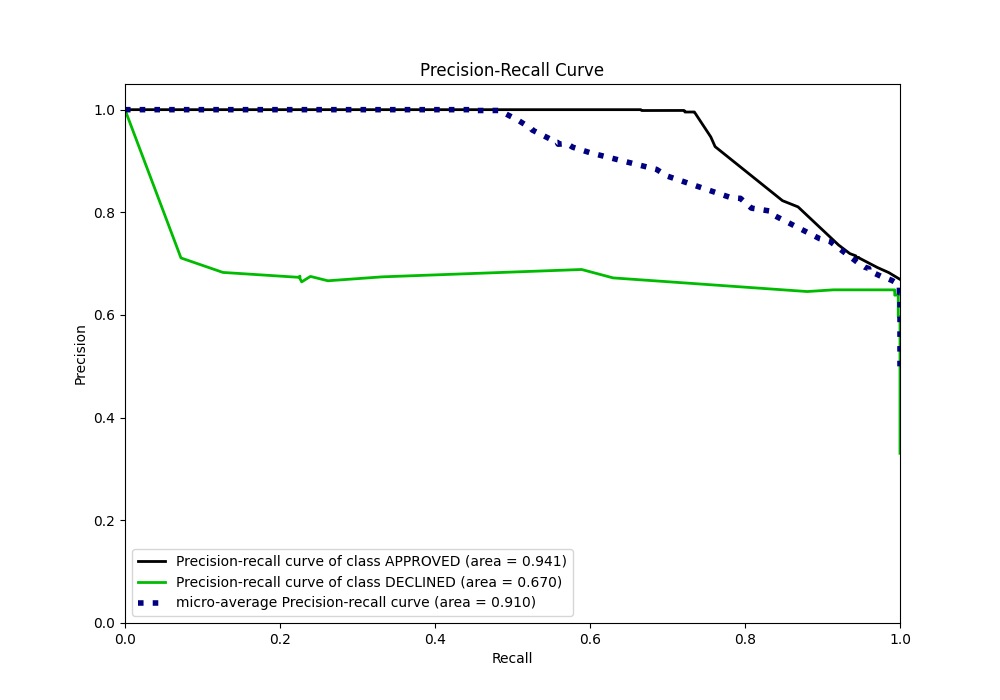 Precision-Recall Curve
1.0
0.8
0.6
0.4
0.2
0.0
Precision
Precision-recall curve of class APPROVED (area = 0.941)
Precision-recall curve of class DECLINED (area = 0.670)
micro-average Precision-recall curve (area = 0.910)
0.0 0.2 0.4 0.6 0.8 1.0
Recall